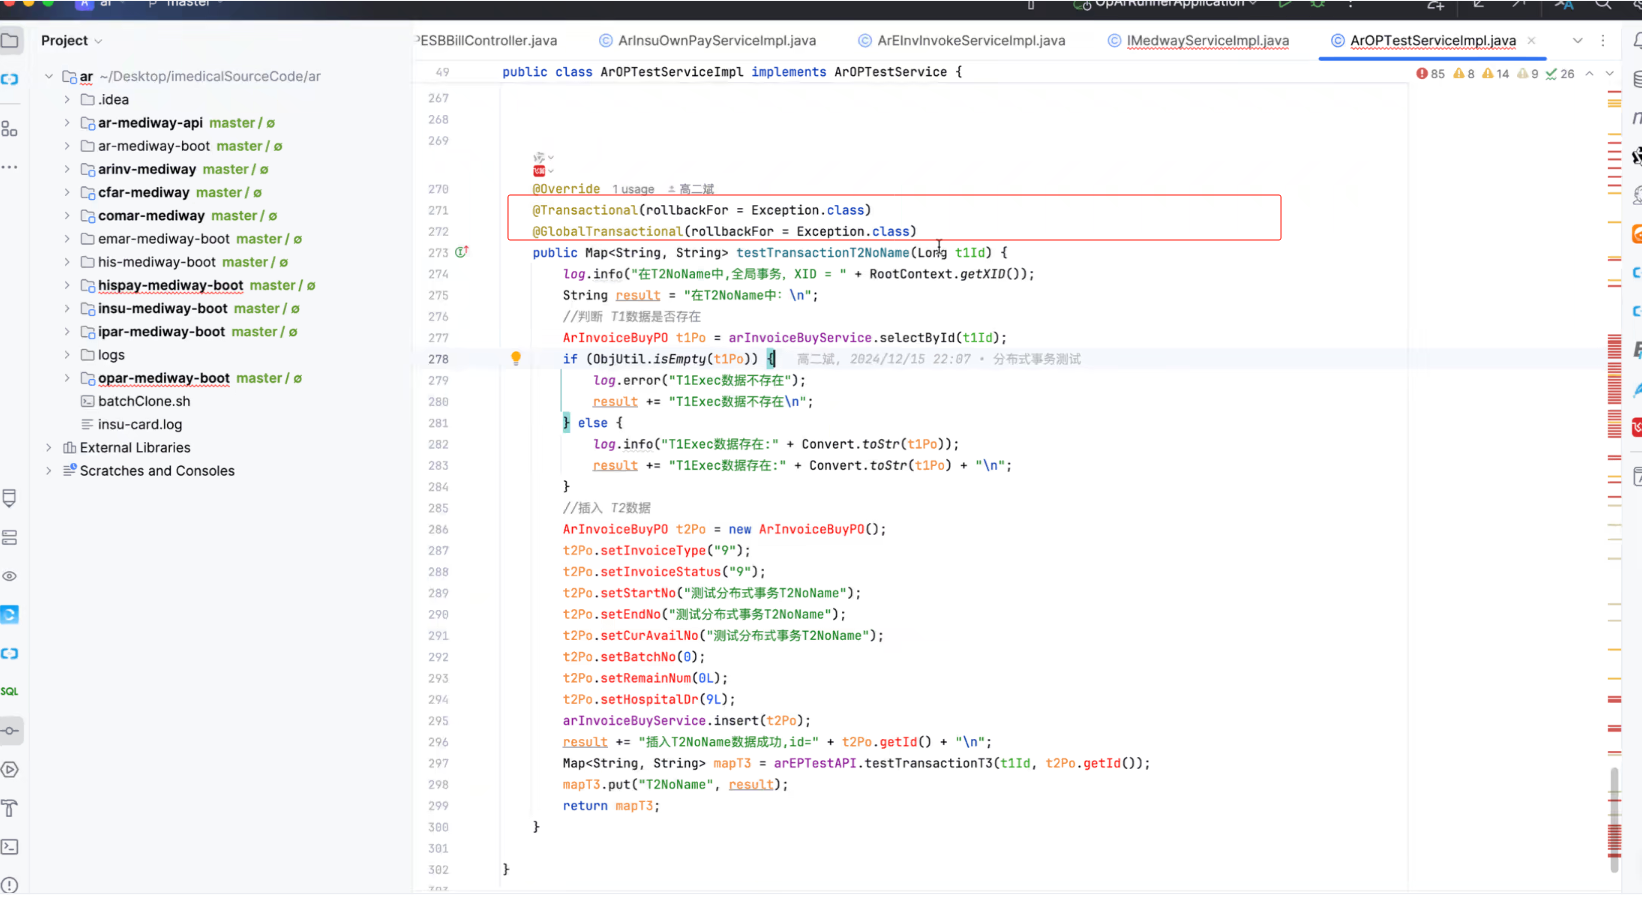 ar
master
OpArRunnerApplication
Project
ar ~/Desktop/imedicalSourceCode/ar
.idea
ar-mediway-api master / ø
ar-mediway-boot master / ø
arinv-mediway master / ø
cfar-mediway master / ø
comar-mediway master / ø
emar-mediway-boot master / ø
his-mediway-boot master / ø
hispay-mediway-boot master / ø
insu-mediway-boot master / ø
ipar-mediway-boot master / ø
logs
opar-mediway-boot master / ø
batchClone.sh
insu-card.log
External Libraries
Scratches and Consoles
SQL
PESBBillController.java
ArInsuOwnPayServiceImpl.java
ArEInvInvokeServiceImpl.java
IMedwayServiceImpl.java
ArOPTestServiceImpl.java
85 8 14 9 26
49 public class ArOPTestServiceImpl implements ArOPTestService {
267
268
269
270 @Override 1 usage 高二斌
271 @Transactional(rollbackFor = Exception.class)
272 @GlobalTransactional(rollbackFor = Exception.class)
273 public Map<String, String> testTransactionT2NoName(Long t1Id) {
274 log.info("在T2NoName中,全局事务, XID = " + RootContext.getXID());
275 String result = "在T2NoName中: \n";
276 //判断 T1数据是否存在
277 ArInvoiceBuyPO t1Po = arInvoiceBuyService.selectById(t1Id);
278 if (ObjUtil.isEmpty(t1Po)) { 高二斌, 2024/12/15 22:07 • 分布式事务测试
279 log.error("T1Exec数据不存在");
280 result += "T1Exec数据不存在\n";
281 } else {
282 log.info("T1Exec数据存在:" + Convert.toStr(t1Po));
283 result += "T1Exec数据存在:" + Convert.toStr(t1Po) + "\n";
284 }
285 //插入 T2数据
286 ArInvoiceBuyPO t2Po = new ArInvoiceBuyPO();
287 t2Po.setInvoiceType("9");
288 t2Po.setInvoiceStatus("9");
289 t2Po.setStartNo("测试分布式事务T2NoName");
290 t2Po.setEndNo("测试分布式事务T2NoName");
291 t2Po.setCurAvailNo("测试分布式事务T2NoName");
292 t2Po.setBatchNo(0);
293 t2Po.setRemainNum(0L);
294 t2Po.setHospitalDr(9L);
295 arInvoiceBuyService.insert(t2Po);
296 result += "插入T2NoName数据成功,id=" + t2Po.getId() + "\n";
297 Map<String, String> mapT3 = arEPTestAPI.testTransactionT3(t1Id, t2Po.getId());
298 mapT3.put("T2NoName", result);
299 return mapT3;
300 }
301
302 }